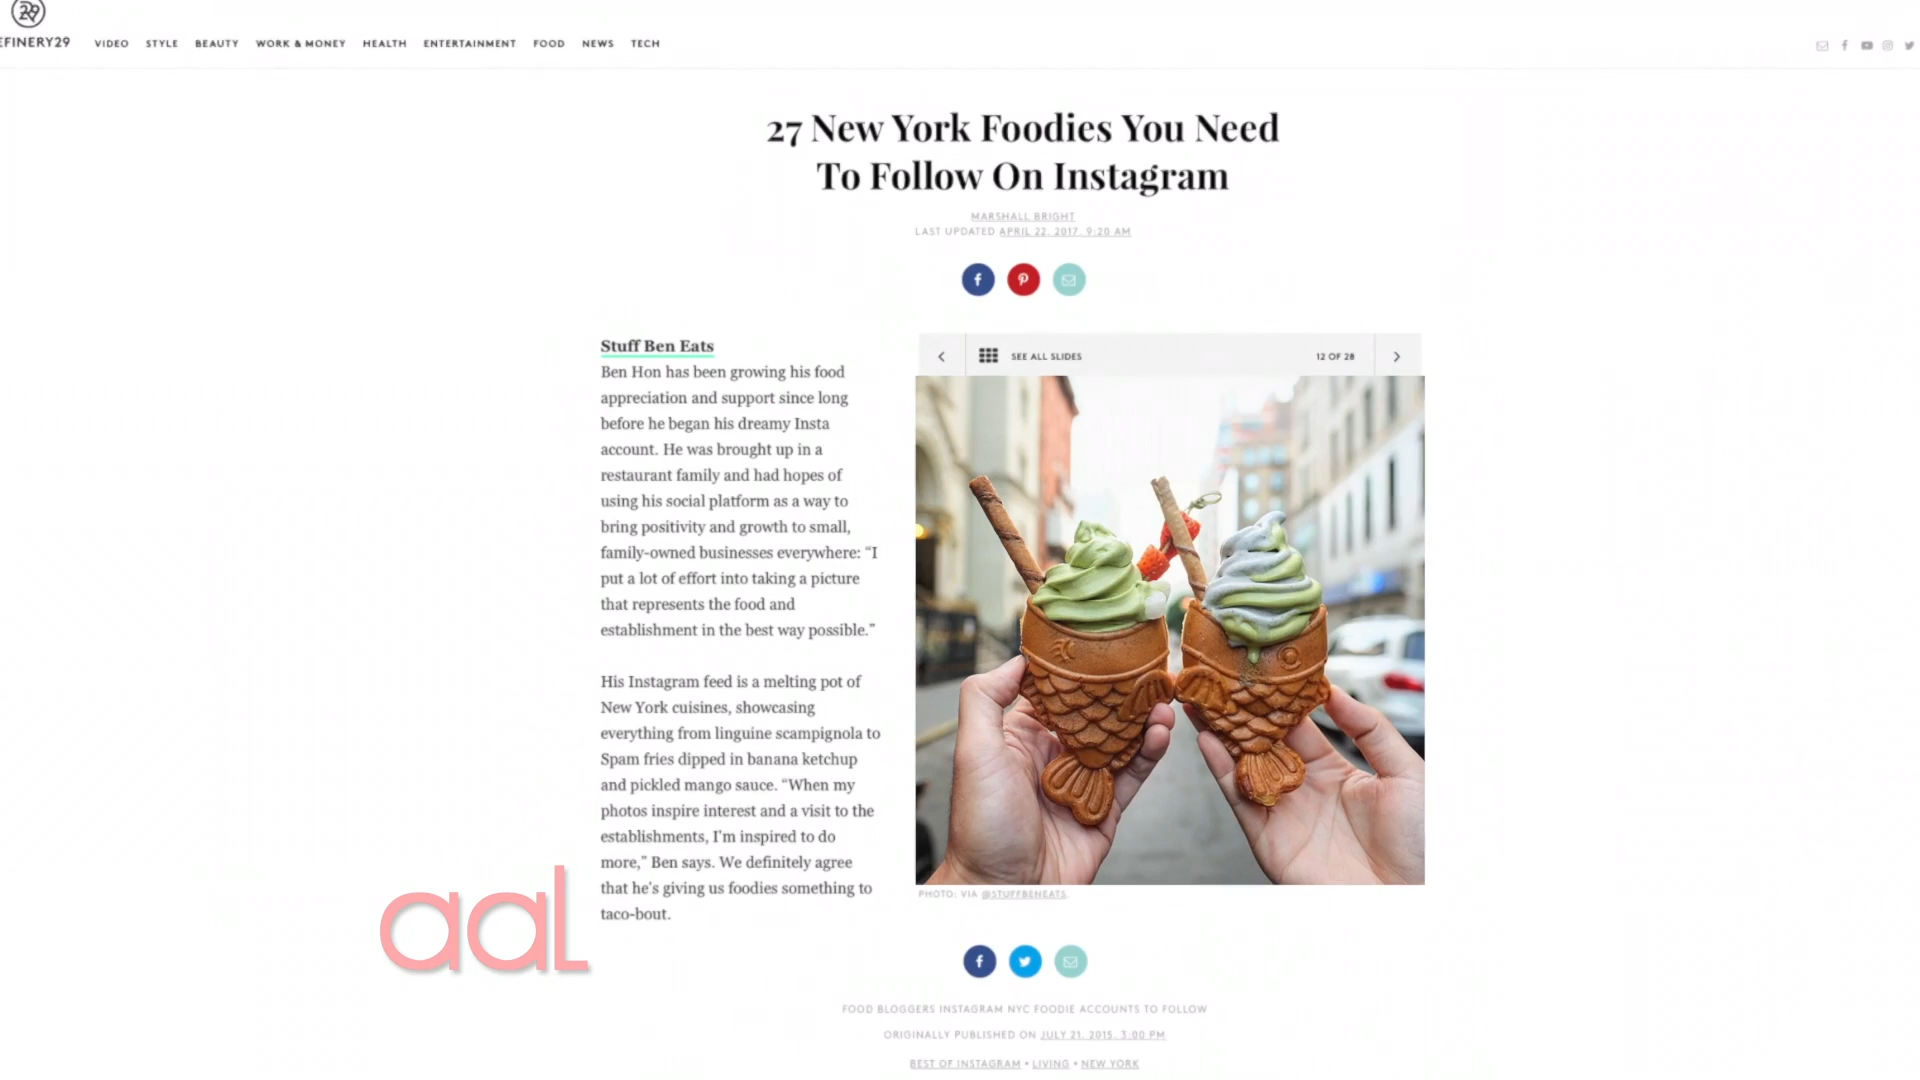 EFINERY29
VIDEO STYLE BEAUTY WORK & MONEY HEALTH ENTERTAINMENT FOOD NEWS TECH
27 New York Foodies You Need
To Follow On Instagram
MARSHALL BRIGHT
LAST UPDATED APRIL 22, 2017, 9:20 AM
Stuff Ben Eats
Ben Hon has been growing his food
appreciation and support since long
before he began his dreamy Insta
account. He was brought up in a
restaurant family and had hopes of
using his social platform as a way to
bring positivity and growth to small,
family-owned businesses everywhere: “I
put a lot of effort into taking a picture
that represents the food and
establishment in the best way possible.”
His Instagram feed is a melting pot of
New York cuisines, showcasing
everything from linguine scampignola to
Spam fries dipped in banana ketchup
and pickled mango sauce. “When my
photos inspire interest and a visit to the
establishments, I'm inspired to do
more,” Ben says. We definitely agree
that he's giving us foodies something to
taco-bout.
SEE ALL SLIDES 12 OF 28
PHOTO: VIA @STUFFBENEATS.
aaL
FOOD BLOGGERS INSTAGRAM NYC FOODIE ACCOUNTS TO FOLLOW
ORIGINALLY PUBLISHED ON JULY 21, 2015, 3:00 PM
BEST OF INSTAGRAM • LIVING • NEW YORK